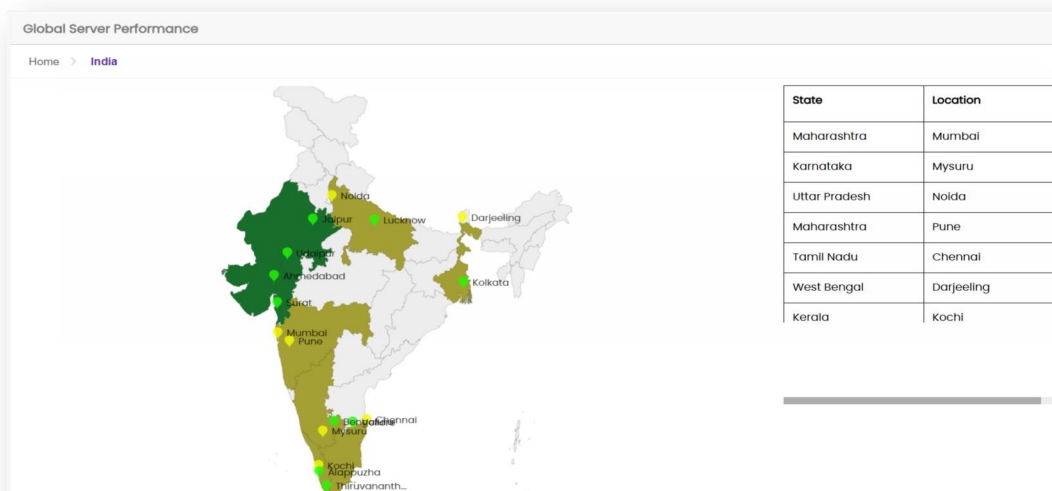 Global Server Performance
Home > India
State Location
Maharashtra Mumbai
Karnataka Mysuru
Uttar Pradesh Noida
Maharashtra Pune
Tamil Nadu Chennai
West Bengal Darjeeling
Kerala Kochi
Noida
Jaipur
Lucknow
Darjeeling
Udaipur
Ahmedabad
Kolkata
Surat
Mumbai
Pune
Chennai
Mysuru
Kochi
Alappuzha
Thiruvananth...